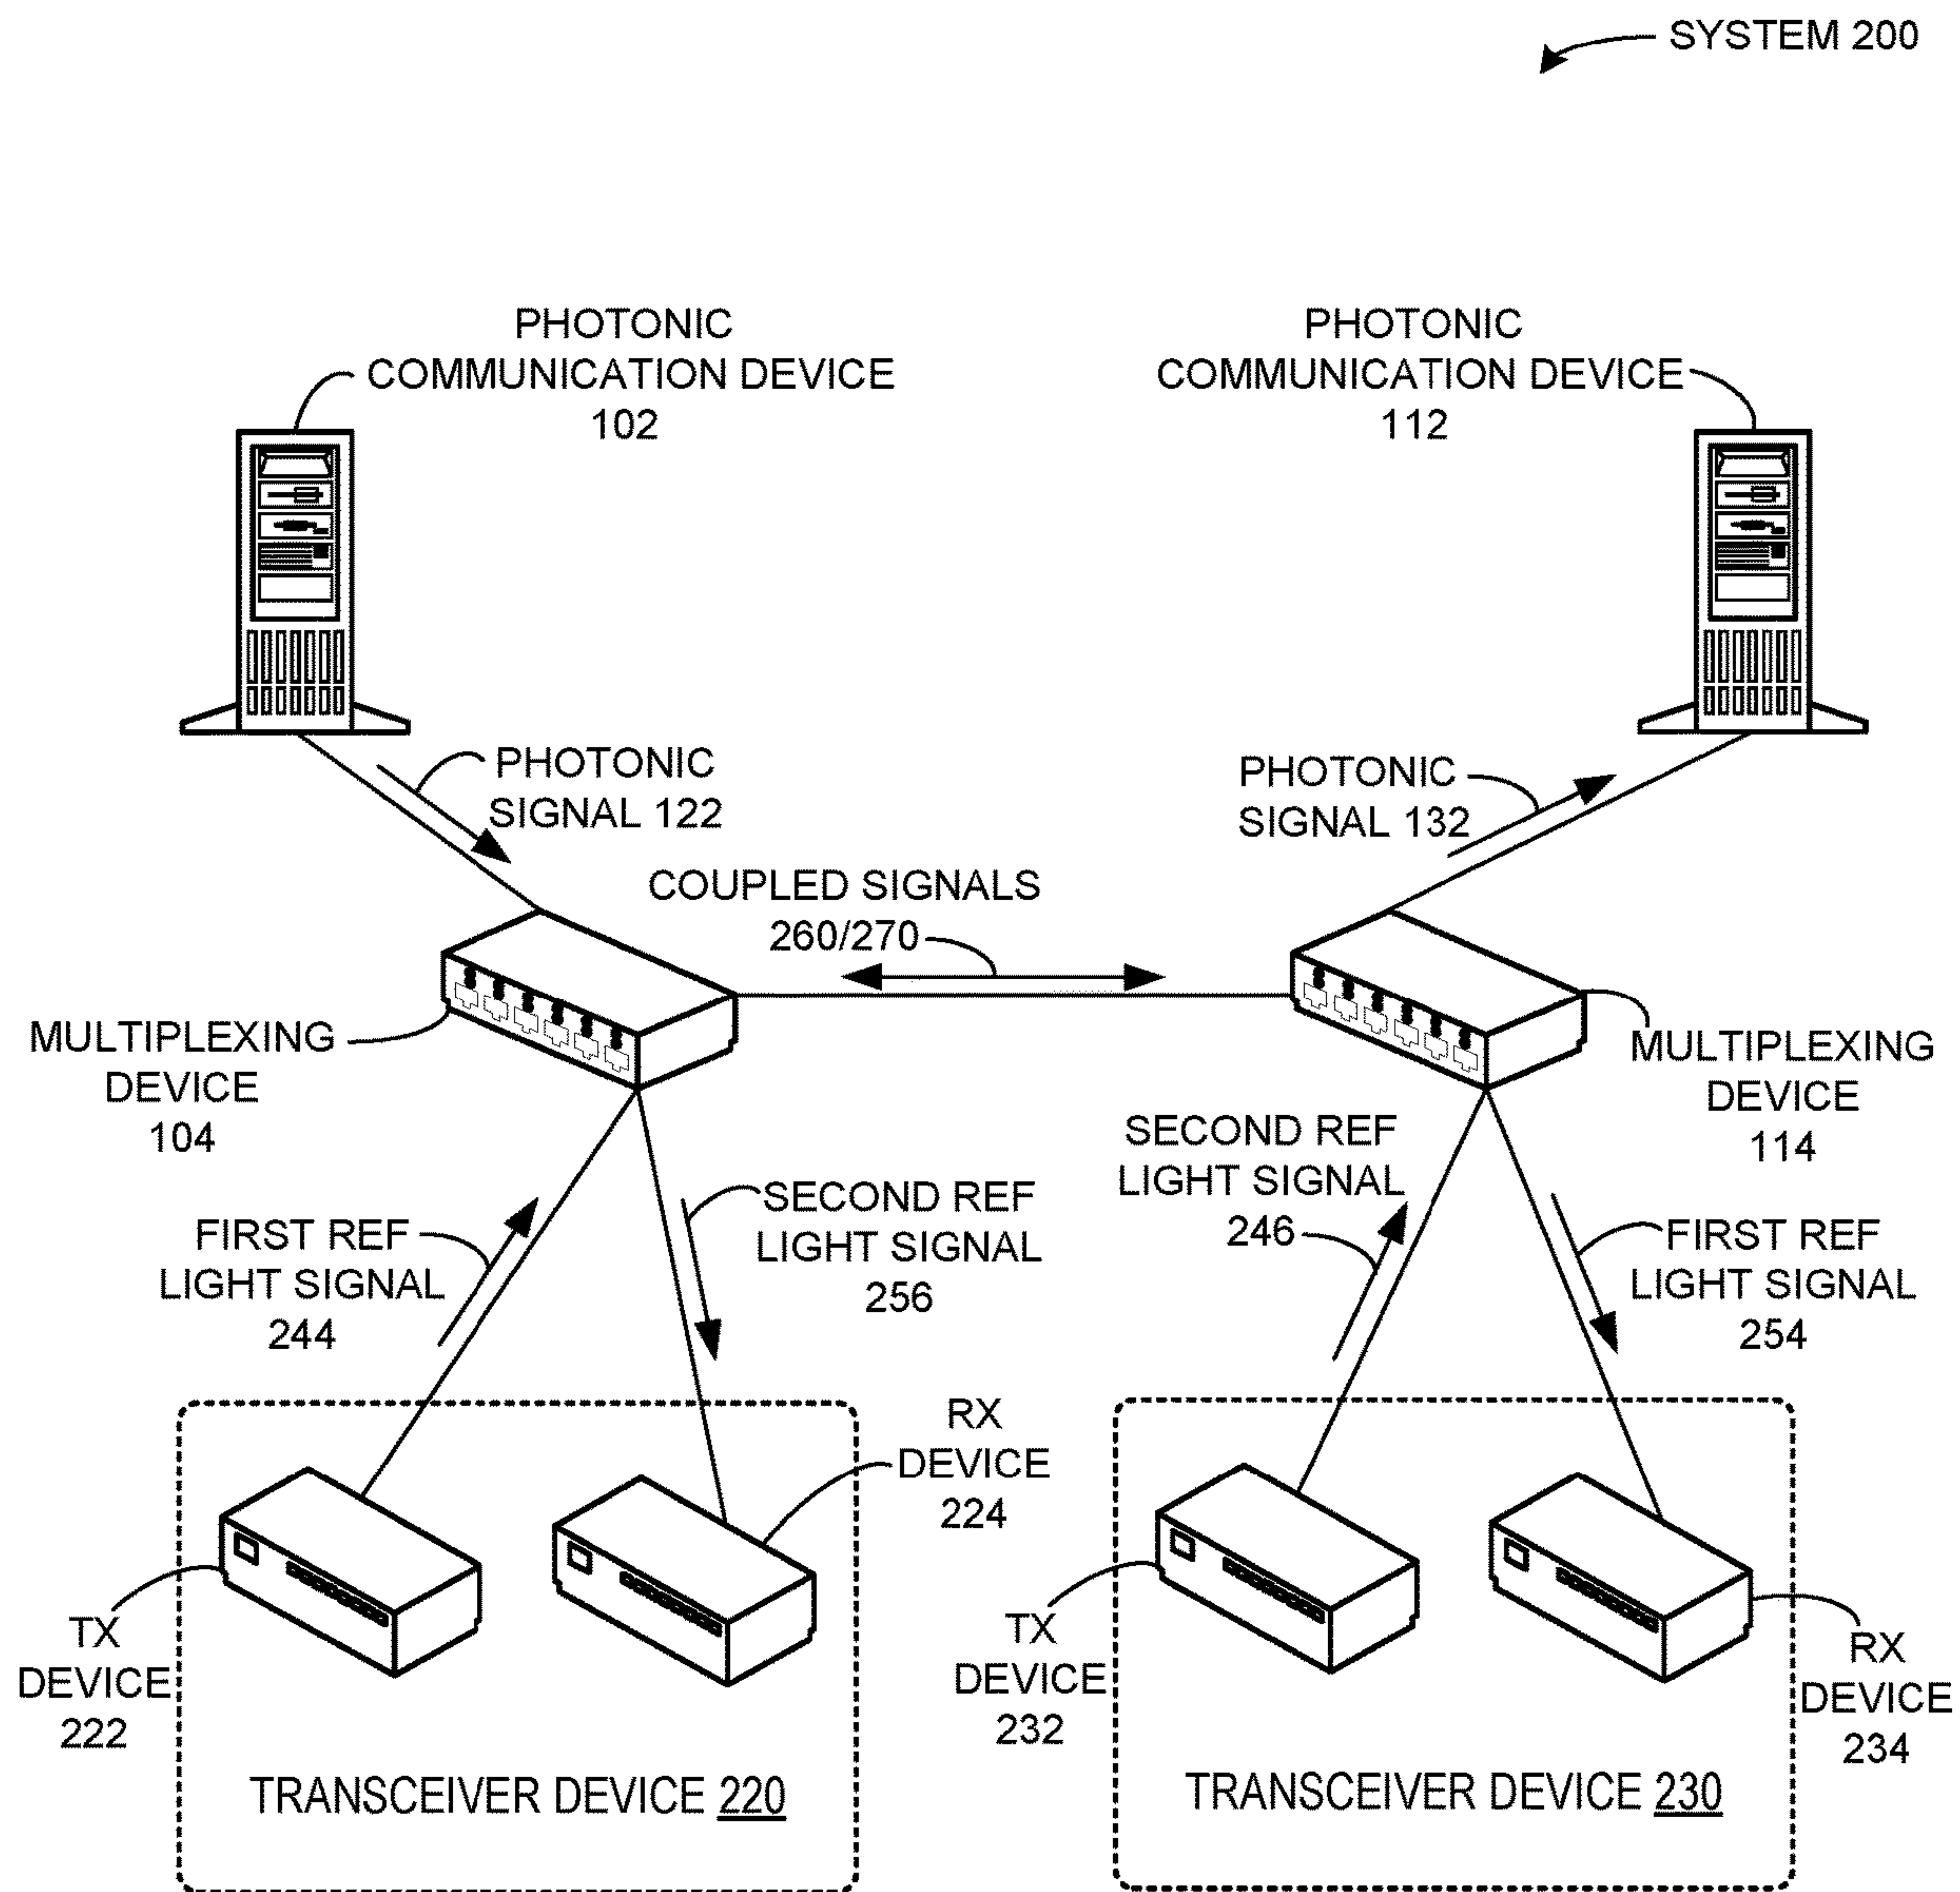 SYSTEM 200
PHOTONIC
COMMUNICATION DEVICE
102
PHOTONIC
COMMUNICATION DEVICE
112
PHOTONIC
SIGNAL 122
PHOTONIC
SIGNAL 132
COUPLED SIGNALS
260/270
MULTIPLEXING
DEVICE
104
MULTIPLEXING
DEVICE
114
FIRST REF
LIGHT SIGNAL
244
SECOND REF
LIGHT SIGNAL
256
SECOND REF
LIGHT SIGNAL
246
FIRST REF
LIGHT SIGNAL
254
RX
DEVICE
224
TX
DEVICE
222
TX
DEVICE
232
RX
DEVICE
234
TRANSCEIVER DEVICE 220
TRANSCEIVER DEVICE 230